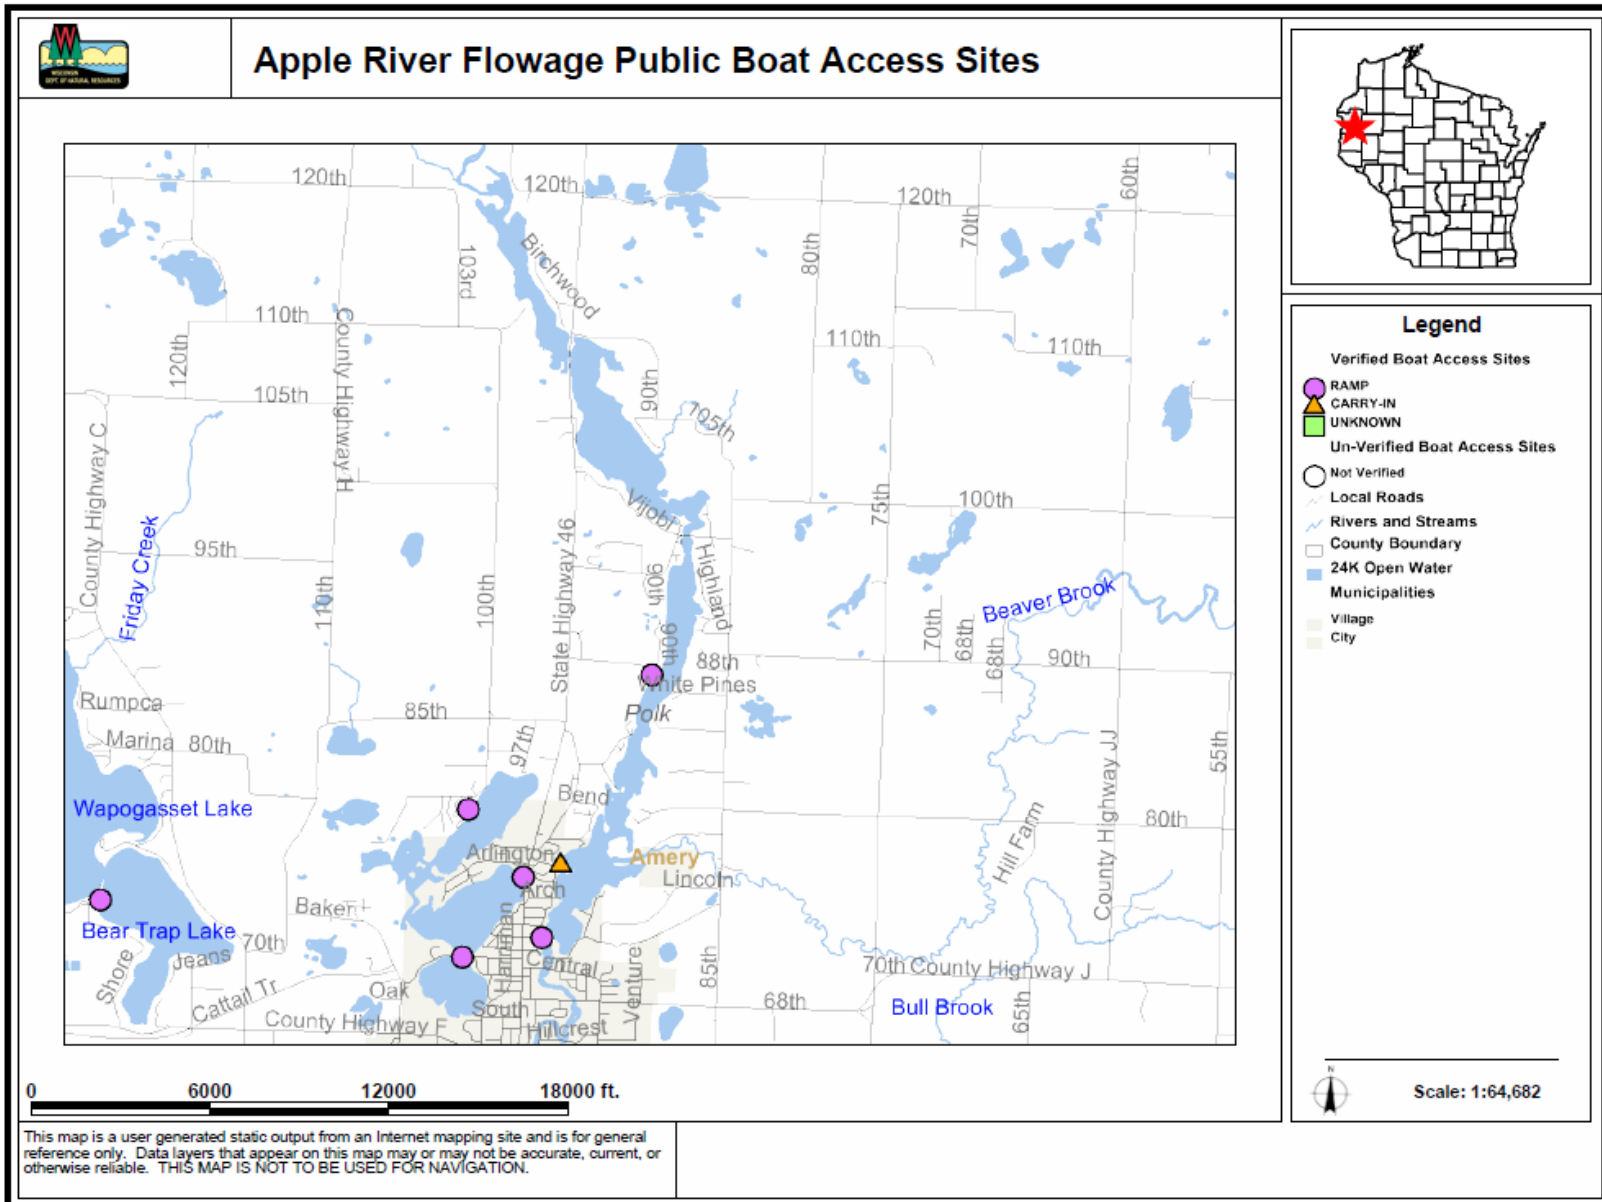 W
WISCONSIN
DEPT. OF NATURAL RESOURCES
Apple River Flowage Public Boat Access Sites
120th
120th
120th
60th
70th
80th
Birchwood
103rd
110th
County Highway H
120th
110th
110th
105th
90th
105th
County Highway C
Vijobi
75th
100th
Friday Creek
95th
State Highway 46
90th
Highland
110th
100th
Beaver Brook
70th
68th
68th
90th
90th
88th
White Pines
Rumpca
85th
Polk
Marina
80th
97th
55th
County Highway JJ
Wapogasset Lake
Bend
80th
Hill Farm
Arlington
Amery
Lincoln
Arch
Baker
Harriman
Bear Trap Lake
70th
Jeans
Shore
Central
Venture
85th
70th
County Highway J
Cattail Tr
Oak
South
68th
Bull Brook
65th
County Highway F
Hillcrest
0 6000 12000 18000 ft.
This map is a user generated static output from an Internet mapping site and is for general
reference only. Data layers that appear on this map may or may not be accurate, current, or
otherwise reliable. THIS MAP IS NOT TO BE USED FOR NAVIGATION.
Legend
Verified Boat Access Sites
RAMP
CARRY-IN
UNKNOWN
Un-Verified Boat Access Sites
Not Verified
Local Roads
Rivers and Streams
County Boundary
24K Open Water
Municipalities
Village
City
N
Scale: 1:64,682